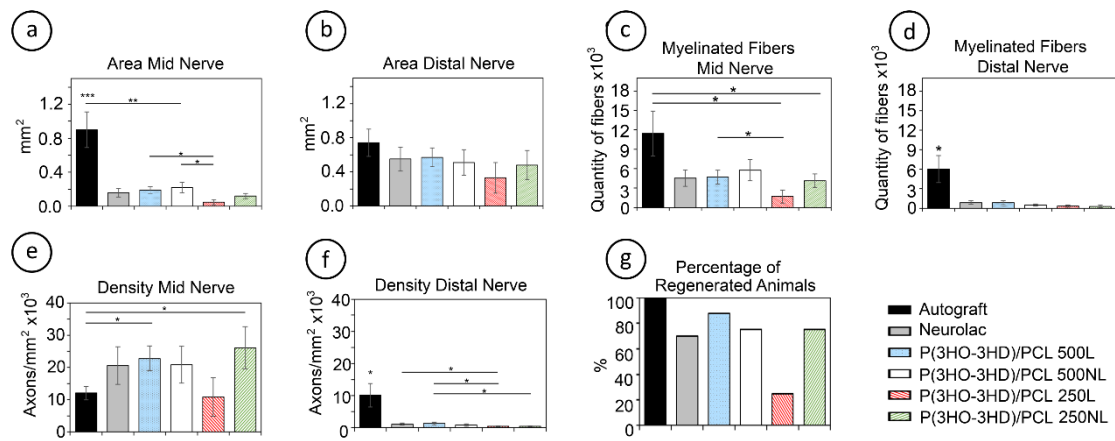 a
Area Mid Nerve
mm²
1.2
0.8
0.4
0.0
***
**
*
*
b
Area Distal Nerve
mm²
1.2
0.8
0.4
0.0
c
Myelinated Fibers
Mid Nerve
Quantity of fibers x10³
15
12
9
6
3
0
*
*
*
d
Myelinated Fibers
Distal Nerve
Quantity of fibers x10³
15
12
9
6
3
0
*
e
Density Mid Nerve
Axons/mm² x10³
40
30
20
10
0
*
*
f
Density Distal Nerve
Axons/mm² x10³
40
30
20
10
0
*
*
*
*
g
Percentage of
Regenerated Animals
%
100
80
60
40
20
0
Autograft
Neurolac
P(3HO-3HD)/PCL 500L
P(3HO-3HD)/PCL 500NL
P(3HO-3HD)/PCL 250L
P(3HO-3HD)/PCL 250NL